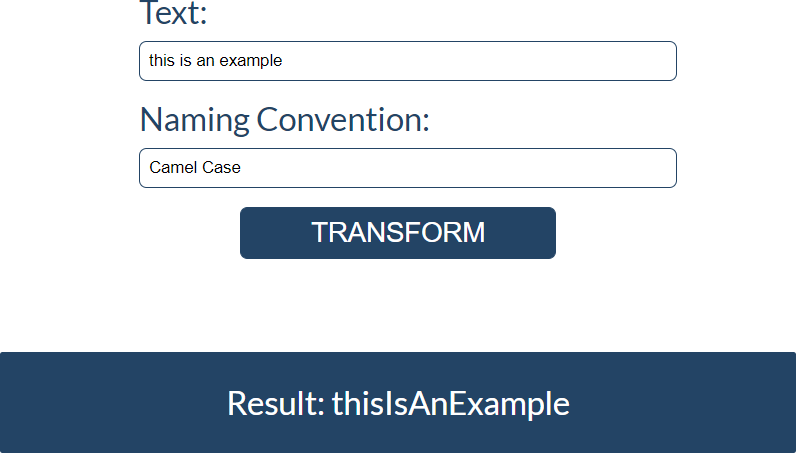 Text:
this is an example
Naming Convention:
Camel Case
TRANSFORM
Result: thisIsAnExample